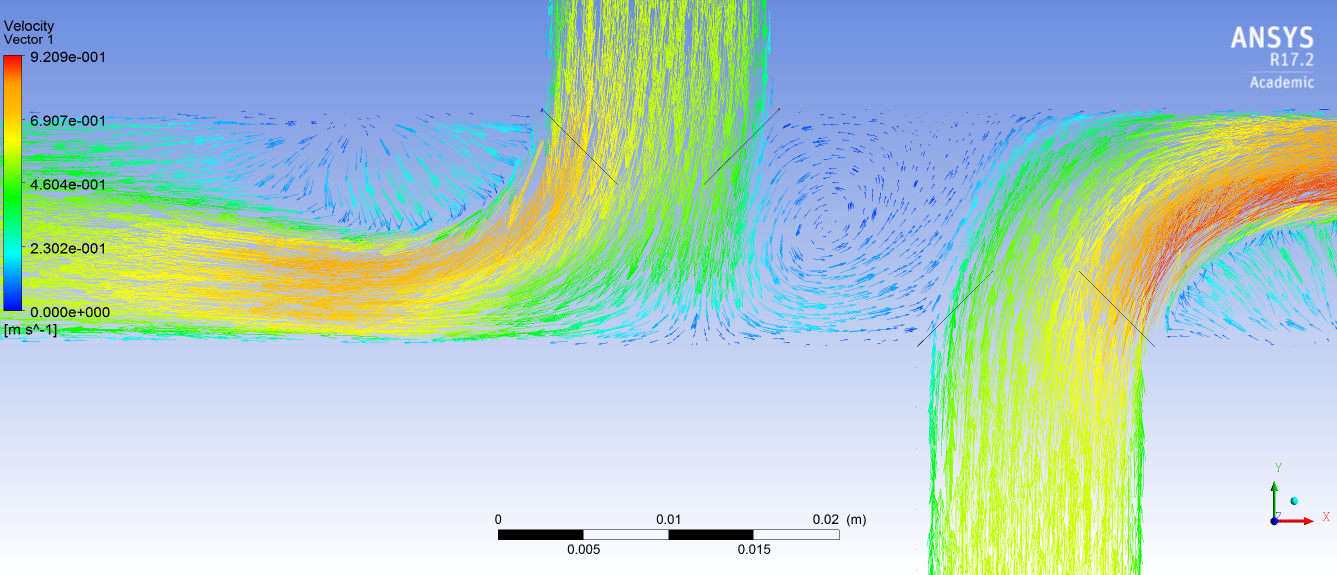 Velocity
Vector 1
9.209e-001
6.907e-001
4.604e-001
2.302e-001
0.000e+000
[m s^-1]
ANSYS
R17.2
Academic
0 0.01 0.02 (m)
0.005 0.015
Y
Z X